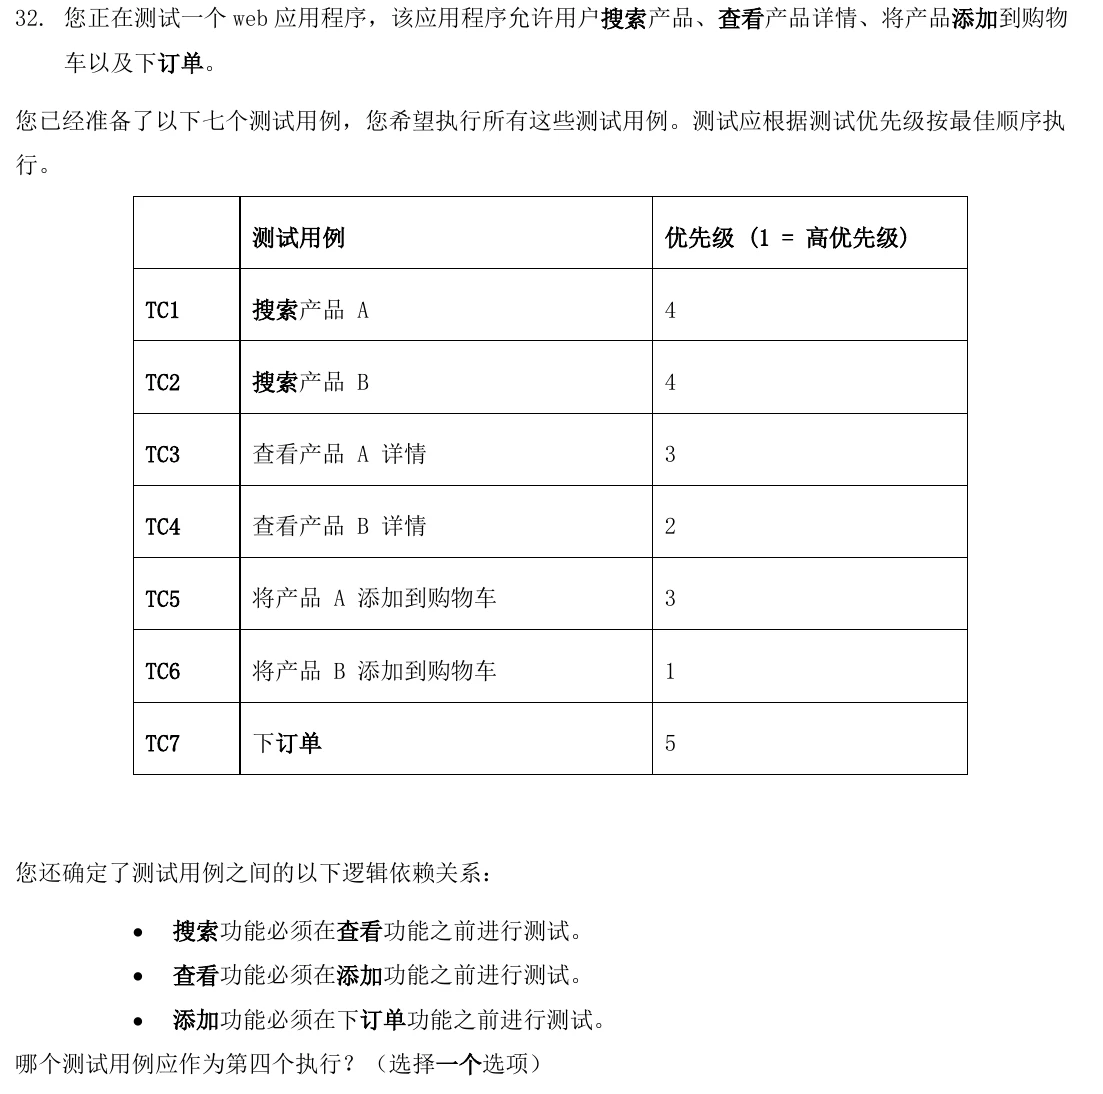 32. 您正在测试一个 web 应用程序，该应用程序允许用户搜索产品、查看产品详情、将产品添加到购物
车以及下订单。
您已经准备了以下七个测试用例，您希望执行所有这些测试用例。测试应根据测试优先级按最佳顺序执
行。
测试用例 优先级 (1 = 高优先级)
TC1 搜索产品 A 4
TC2 搜索产品 B 4
TC3 查看产品 A 详情 3
TC4 查看产品 B 详情 2
TC5 将产品 A 添加到购物车 3
TC6 将产品 B 添加到购物车 1
TC7 下订单 5
您还确定了测试用例之间的以下逻辑依赖关系：
• 搜索功能必须在查看功能之前进行测试。
• 查看功能必须在添加功能之前进行测试。
• 添加功能必须在下订单功能之前进行测试。
哪个测试用例应作为第四个执行？（选择一个选项）